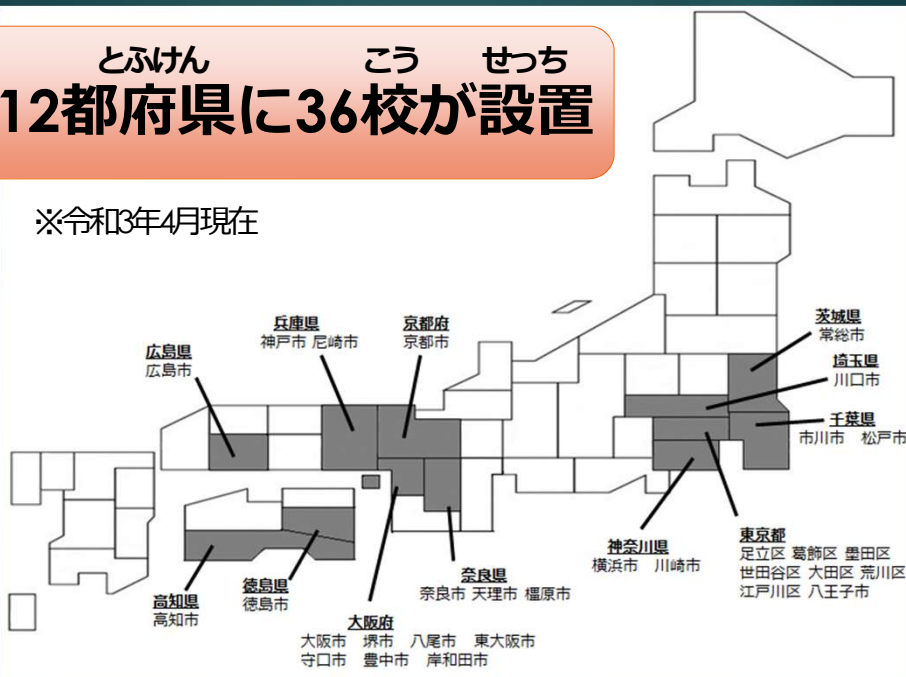 とふけん こう せっち
12都府県に36校が設置
※令和3年4月現在
兵庫県
神戸市 尼崎市
京都府
京都市
広島県
広島市
茨城県
常総市
埼玉県
川口市
千葉県
市川市 松戸市
東京都
足立区 葛飾区 墨田区
世田谷区 大田区 荒川区
江戸川区 八王子市
神奈川県
横浜市 川崎市
奈良県
奈良市 天理市 橿原市
徳島県
徳島市
高知県
高知市
大阪府
大阪市 堺市 八尾市 東大阪市
守口市 豊中市 岸和田市